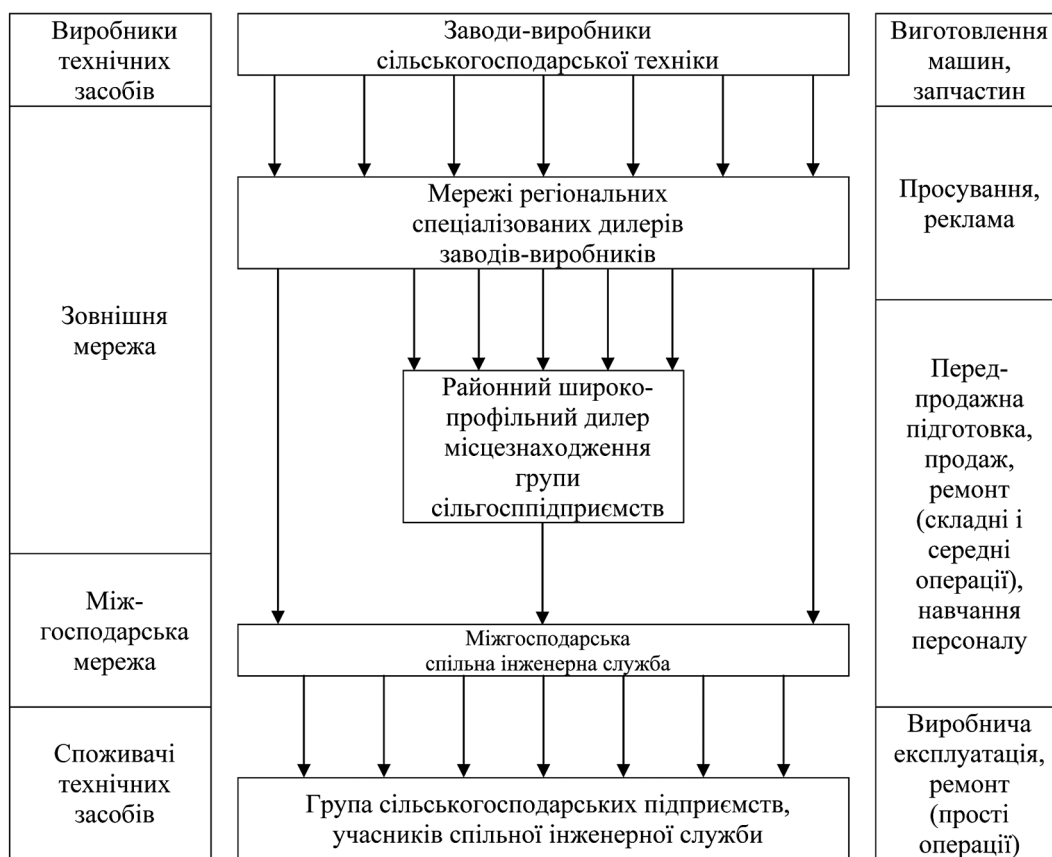 Виробники
технічних
засобів
Зовнішня
мережа
Між-
господарська
мережа
Споживачі
технічних
засобів
Заводи-виробники
сільськогосподарської техніки
Мережі регіональних
спеціалізованих дилерів
заводів-виробників
Районний широко-
профільний дилер
місцезнаходження
групи
сільгосппідприємств
Міжгосподарська
спільна інженерна служба
Група сільськогосподарських підприємств,
учасників спільної інженерної служби
Виготовлення
машин,
запчастин
Просування,
реклама
Перед-
продажна
підготовка,
продаж,
ремонт
(складні і
середні
операції),
навчання
персоналу
Виробнича
експлуатація,
ремонт
(прості
операції)